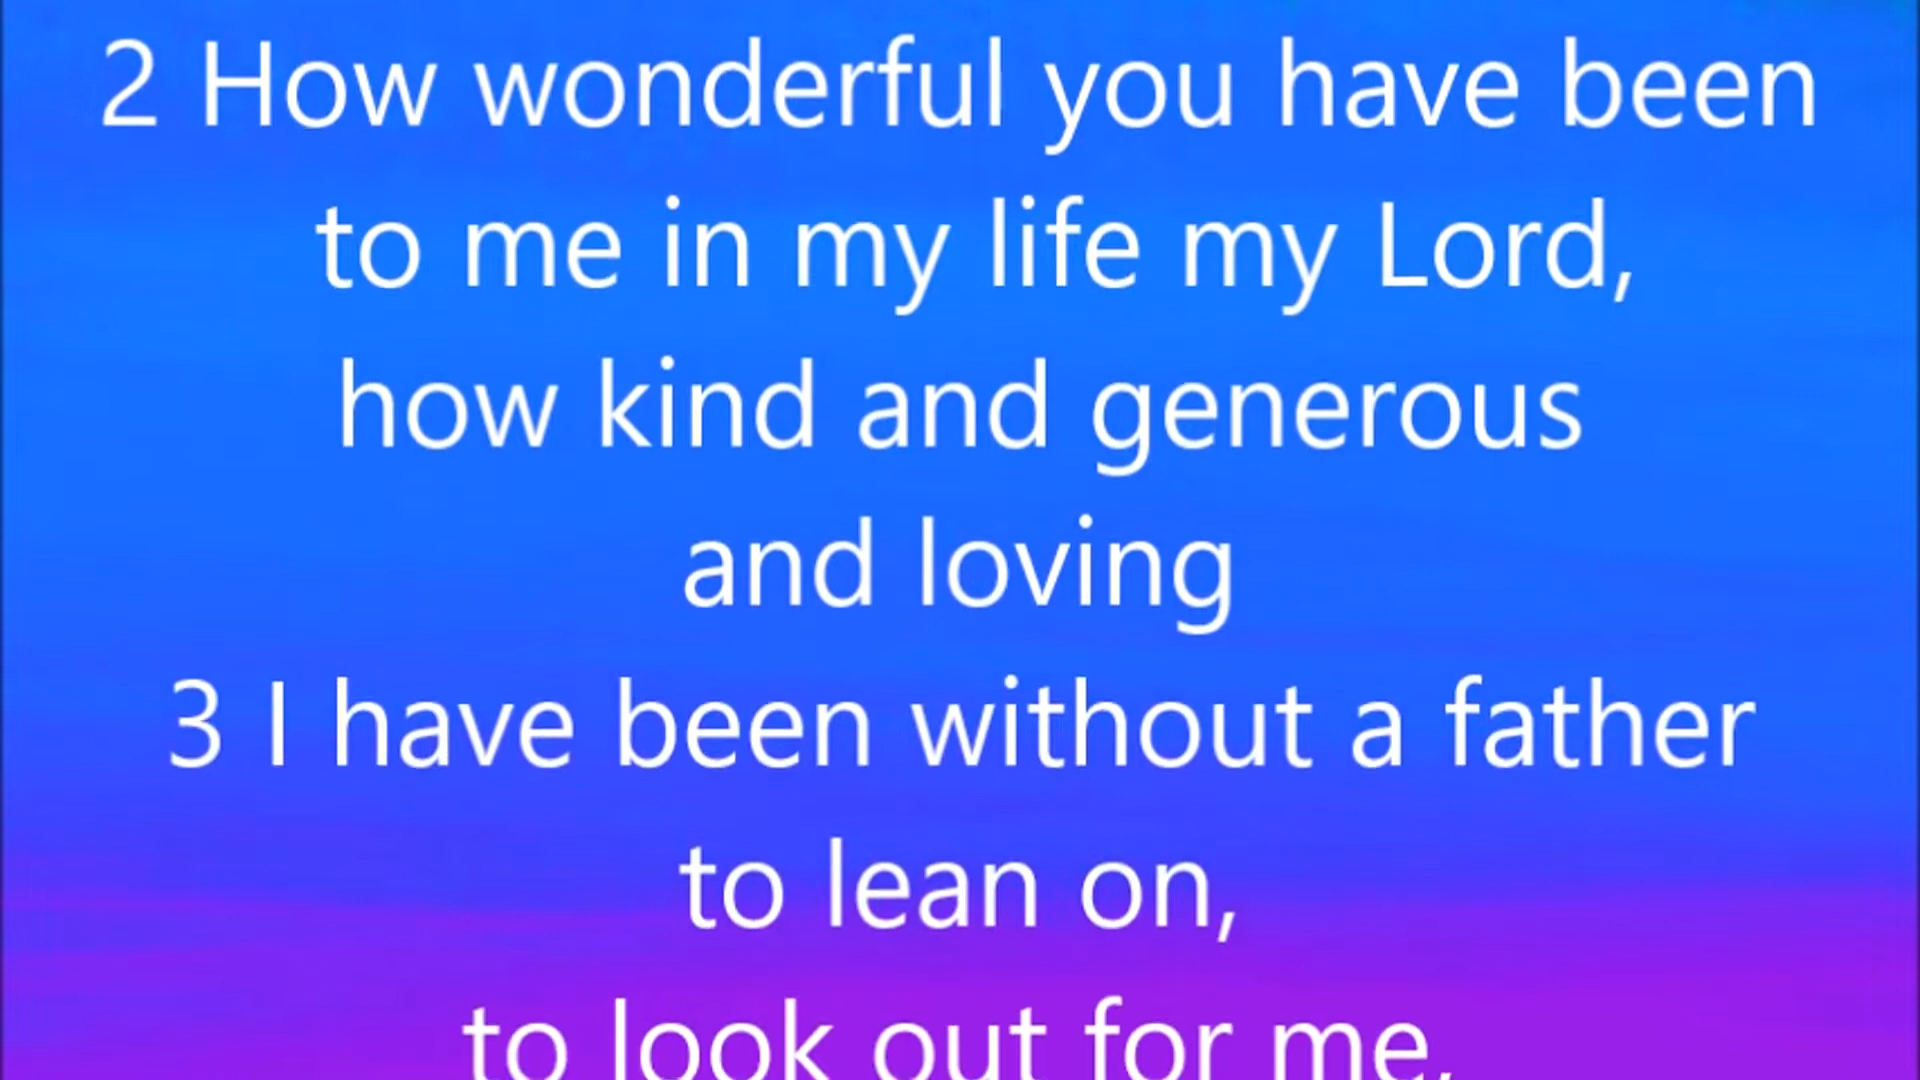 2 How wonderful you have been
to me in my life my Lord,
how kind and generous
and loving
3 I have been without a father
to lean on,
to look out for me,